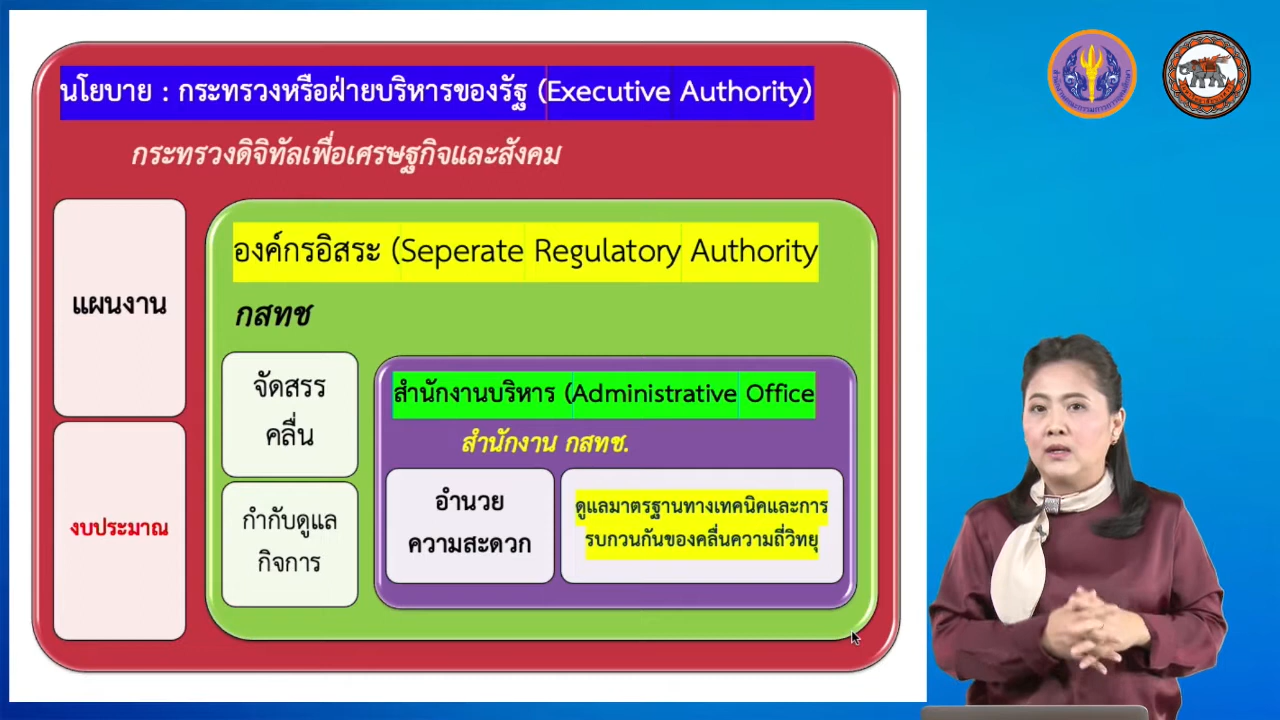 นโยบาย : กระทรวงหรือฝ่ายบริหารของรัฐ (Executive Authority)
กระทรวงดิจิทัลเพื่อเศรษฐกิจและสังคม
แผนงาน
งบประมาณ
องค์กรอิสระ (Seperate Regulatory Authority
กสทช
จัดสรร
คลื่น
กำกับดูแล
กิจการ
สำนักงานบริหาร (Administrative Office
สำนักงาน กสทช.
อำนวย
ความสะดวก
ดูแลมาตรฐานทางเทคนิคและการ
รบกวนกันของคลื่นความถี่วิทยุ